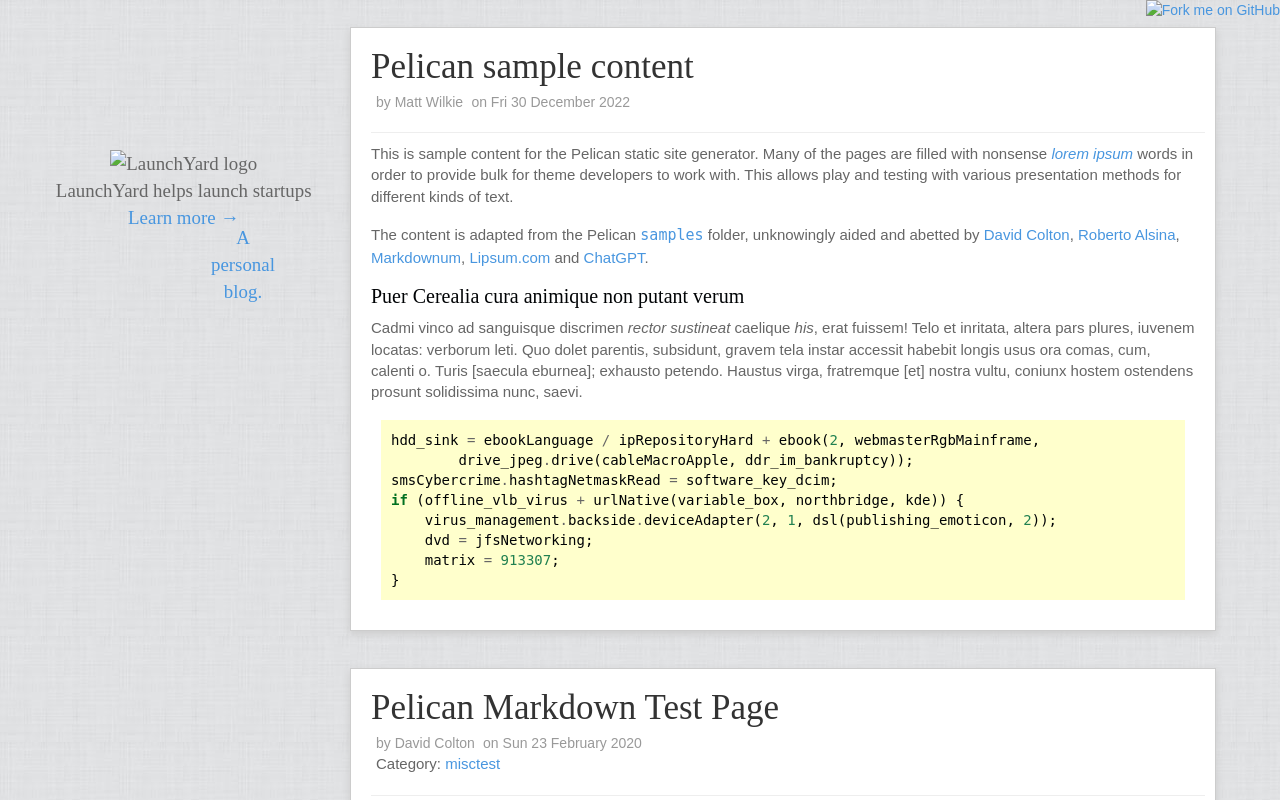 Fork me on GitHub
LaunchYard logo
LaunchYard helps launch startups
Learn more →
A
personal
blog.
Pelican sample content
by Matt Wilkie on Fri 30 December 2022
This is sample content for the Pelican static site generator. Many of the pages are filled with nonsense lorem ipsum words in
order to provide bulk for theme developers to work with. This allows play and testing with various presentation methods for
different kinds of text.
The content is adapted from the Pelican samples folder, unknowingly aided and abetted by David Colton, Roberto Alsina,
Markdownum, Lipsum.com and ChatGPT.
Puer Cerealia cura animique non putant verum
Cadmi vinco ad sanguisque discrimen rector sustineat caelique his, erat fuissem! Telo et inritata, altera pars plures, iuvenem
locatas: verborum leti. Quo dolet parentis, subsidunt, gravem tela instar accessit habebit longis usus ora comas, cum,
calenti o. Turis [saecula eburnea]; exhausto petendo. Haustus virga, fratremque [et] nostra vultu, coniunx hostem ostendens
prosunt solidissima nunc, saevi.
hdd_sink = ebookLanguage / ipRepositoryHard + ebook(2, webmasterRgbMainframe,
        drive_jpeg.drive(cableMacroApple, ddr_im_bankruptcy));
smsCybercrime.hashtagNetmaskRead = software_key_dcim;
if (offline_vlb_virus + urlNative(variable_box, northbridge, kde)) {
    virus_management.backside.deviceAdapter(2, 1, dsl(publishing_emoticon, 2));
    dvd = jfsNetworking;
    matrix = 913307;
}
Pelican Markdown Test Page
by David Colton on Sun 23 February 2020
Category: misctest